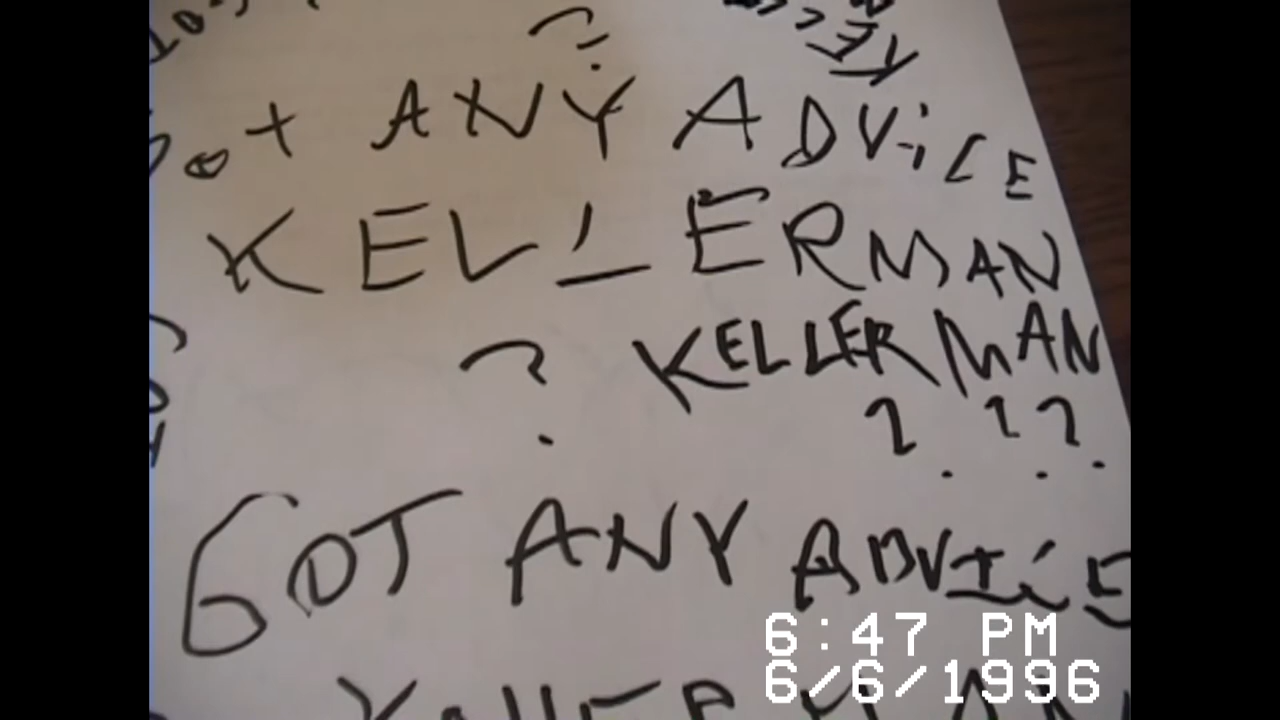 ?
Got ANY ADViCE
KELLERMAN
? KELLERMAN
???
GOT ANY ADVICE
6:47 PM
6/6/1996